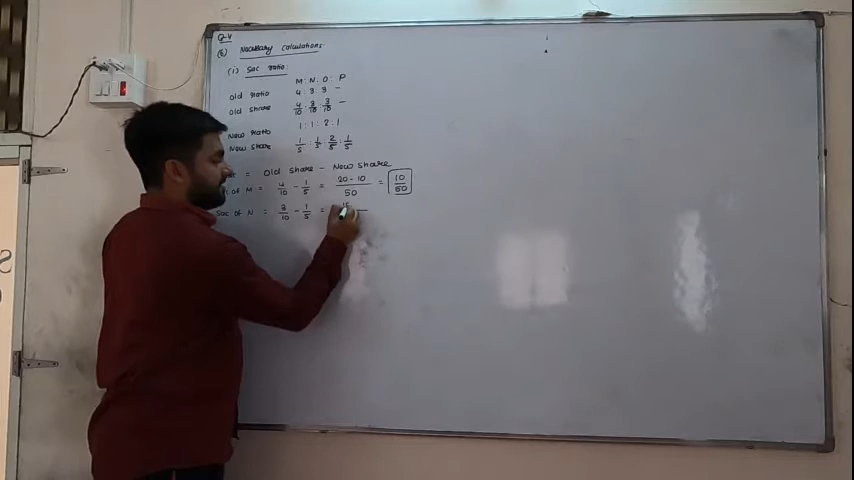 Q-4
Necessary calculations
(1) Sac ratio:
M : N : O : P
Old ratio 4 : 3 : 3 -
Old share 4/10 : 3/10 : 3/10 -
New ratio 1 : 1 : 2 : 1
New share 1/5 : 1/5 : 2/5 : 1/5
= Old share - New share
of M = 4/10 - 1/5 = 20 - 10/50 = 10/50
Sac of N = 3/10 - 1/5 = 15